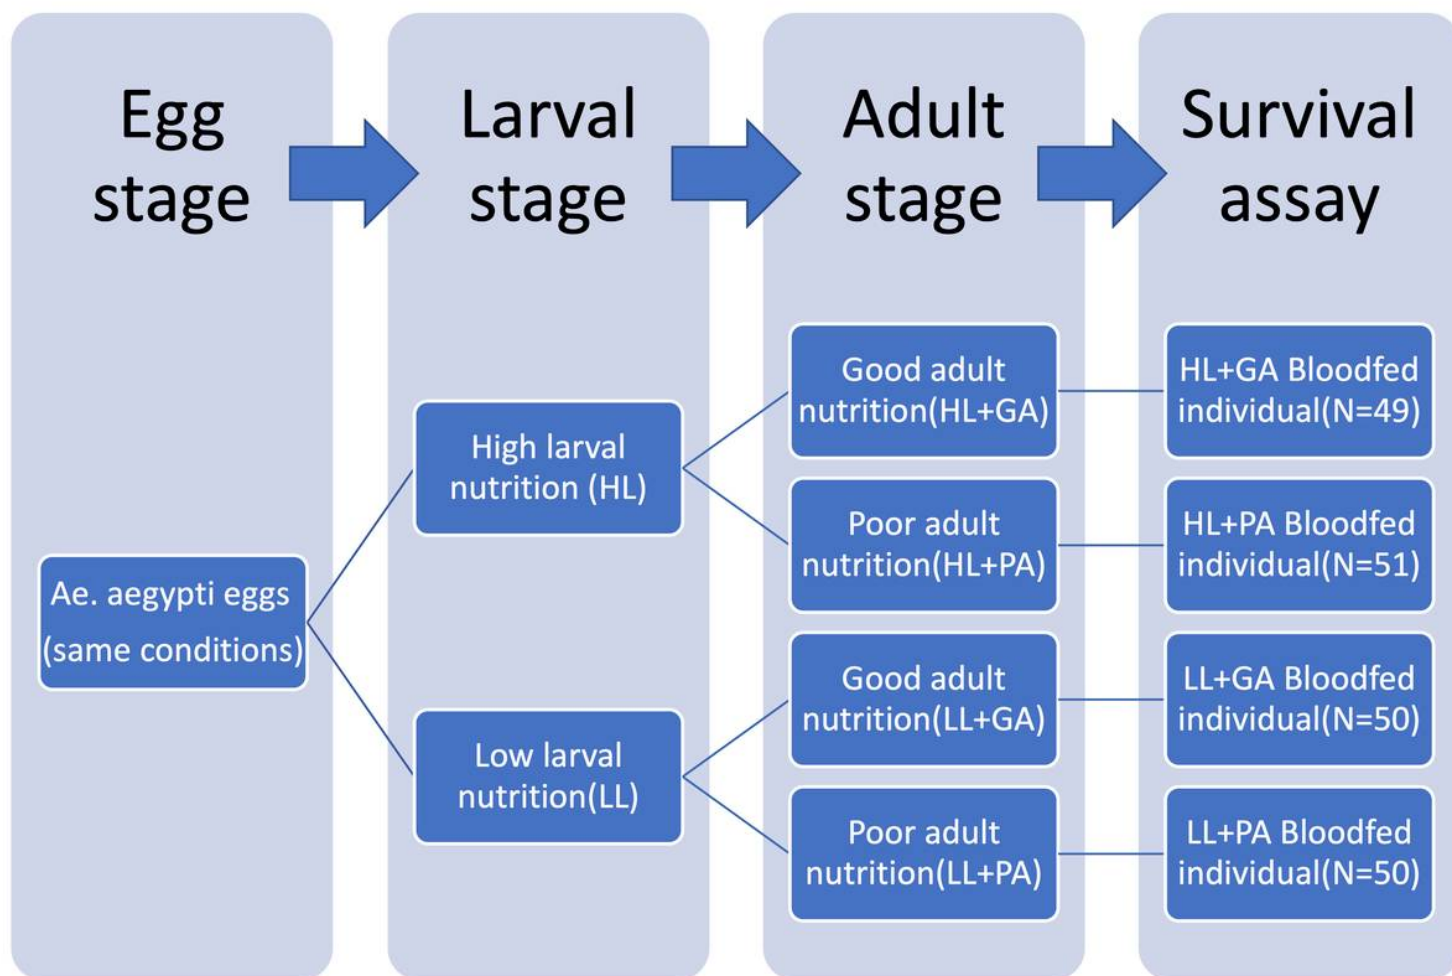 Egg
stage
Larval
stage
Adult
stage
Survival
assay
Ae. aegypti eggs
(same conditions)
High larval
nutrition (HL)
Low larval
nutrition(LL)
Good adult
nutrition(HL+GA)
Poor adult
nutrition(HL+PA)
Good adult
nutrition(LL+GA)
Poor adult
nutrition(LL+PA)
HL+GA Bloodfed
individual(N=49)
HL+PA Bloodfed
individual(N=51)
LL+GA Bloodfed
individual(N=50)
LL+PA Bloodfed
individual(N=50)